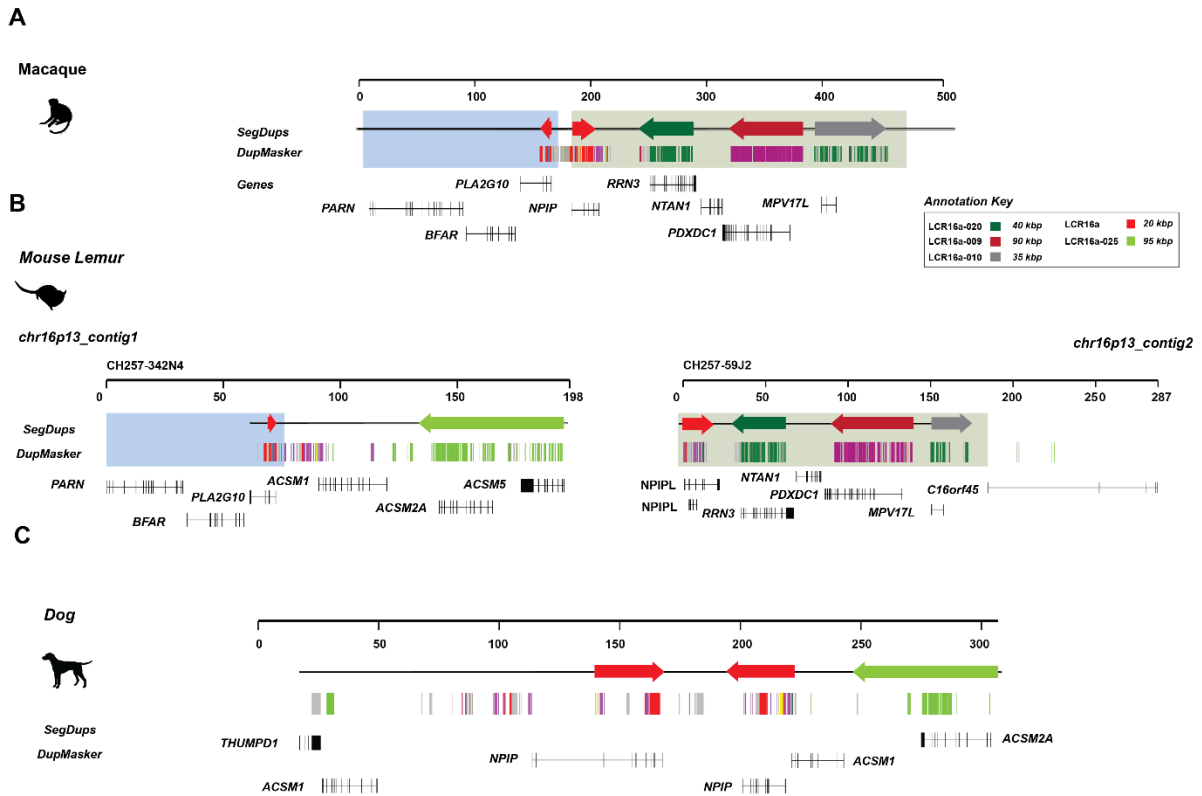 A
Macaque
0 100 200 300 400 500
SegDups
DupMasker
Genes
PLA2G10 RRN3
PARN NPIP NTAN1 MPV17L
BFAR PDXDC1
Annotation Key
LCR16a-020 40 kbp LCR16a 20 kbp
LCR16a-009 90 kbp LCR16a-025 95 kbp
LCR16a-010 35 kbp
B
Mouse Lemur
chr16p13_contig1
chr16p13_contig2
CH257-342N4
0 50 100 150 198
SegDups
DupMasker
PARN
PLA2G10
BFAR
ACSM1
ACSM2A
ACSM5
CH257-59J2
0 50 100 150 200 250 287
SegDups
DupMasker
NPIPL
NPIPL
NTAN1
RRN3
PDXDC1
MPV17L
C16orf45
C
Dog
0 50 100 150 200 250 300
SegDups
DupMasker
THUMPD1
ACSM1
NPIP
NPIP
ACSM1
ACSM2A